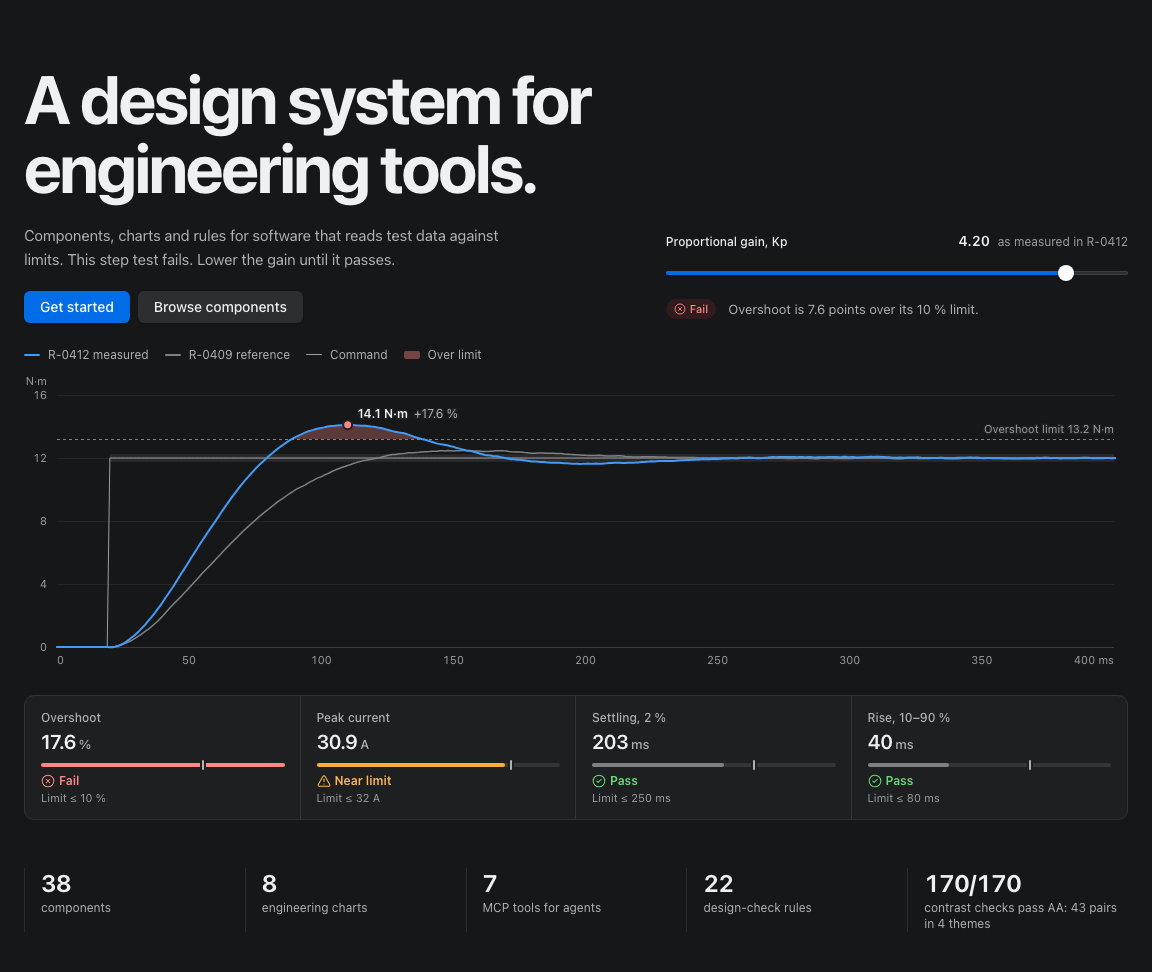 A design system for
engineering tools.
Components, charts and rules for software that reads test data against
limits. This step test fails. Lower the gain until it passes.
Get started
Browse components
Proportional gain, Kp
4.20 as measured in R-0412
Fail
Overshoot is 7.6 points over its 10 % limit.
R-0412 measured
R-0409 reference
Command
Over limit
N·m
16
14.1 N·m +17.6 %
Overshoot limit 13.2 N·m
12
8
4
0
0 50 100 150 200 250 300 350 400 ms
Overshoot
17.6 %
Fail
Limit ≤ 10 %
Peak current
30.9 A
Near limit
Limit ≤ 32 A
Settling, 2 %
203 ms
Pass
Limit ≤ 250 ms
Rise, 10–90 %
40 ms
Pass
Limit ≤ 80 ms
38
components
8
engineering charts
7
MCP tools for agents
22
design-check rules
170/170
contrast checks pass AA: 43 pairs
in 4 themes